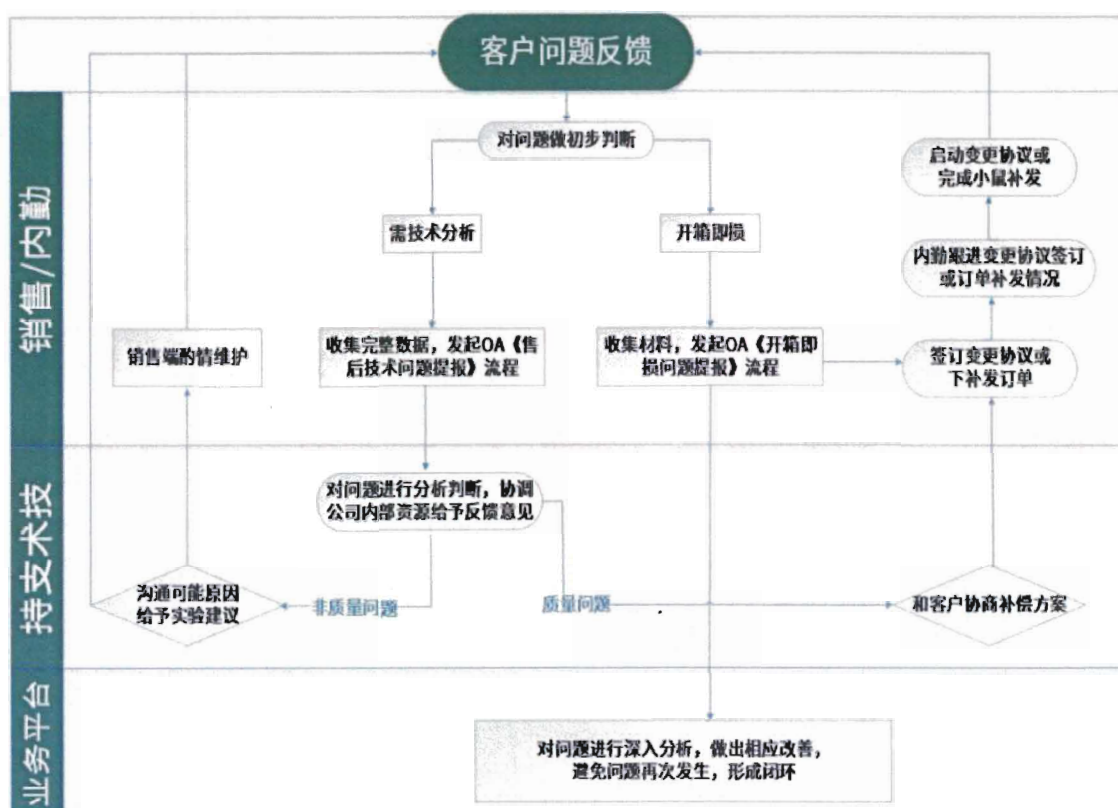 客户问题反馈
销售/内勤
对问题做初步判断
需技术分析
开箱即损
启动变更协议或
完成小鼠补发
内勤跟进变更协议签订
或订单补发情况
销售端酌情维护
收集完整数据，发起OA《售
后技术问题提报》流程
收集材料，发起OA《开箱即
损问题提报》流程
签订变更协议或
下补发订单
持支术技
对问题进行分析判断，协调
公司内部资源给予反馈意见
沟通可能原因
给予实验建议
非质量问题
质量问题
和客户协商补偿方案
业务平台
对问题进行深入分析，做出相应改善，
避免问题再次发生，形成闭环